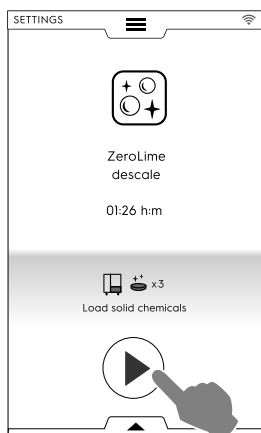 SETTINGS
ZeroLime
descale
01:26 h:m
x3
Load solid chemicals